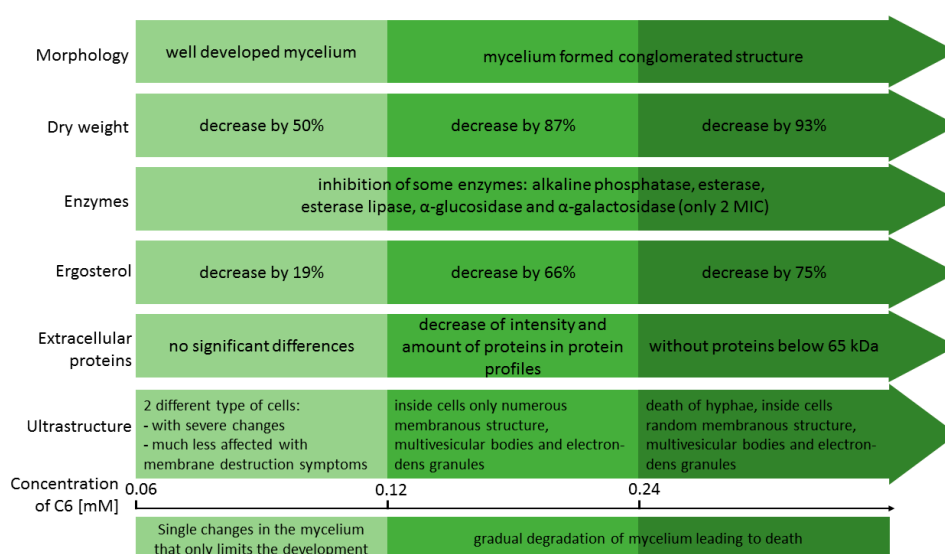 Morphology
well developed mycelium
mycelium formed conglomerated structure
Dry weight
decrease by 50%
decrease by 87%
decrease by 93%
Enzymes
inhibition of some enzymes: alkaline phosphatase, esterase,
esterase lipase, α-glucosidase and α-galactosidase (only 2 MIC)
Ergosterol
decrease by 19%
decrease by 66%
decrease by 75%
Extracellular
proteins
no significant differences
decrease of intensity and
amount of proteins in protein
profiles
without proteins below 65 kDa
Ultrastructure
2 different type of cells:
- with severe changes
- much less affected with
membrane destruction symptoms
inside cells only numerous
membranous structure,
multivesicular bodies and electron-
dens granules
death of hyphae, inside cells
random membranous structure,
multivesicular bodies and electron-
dens granules
Concentration
of C6 [mM]
0.06
0.12
0.24
Single changes in the mycelium
that only limits the development
gradual degradation of mycelium leading to death